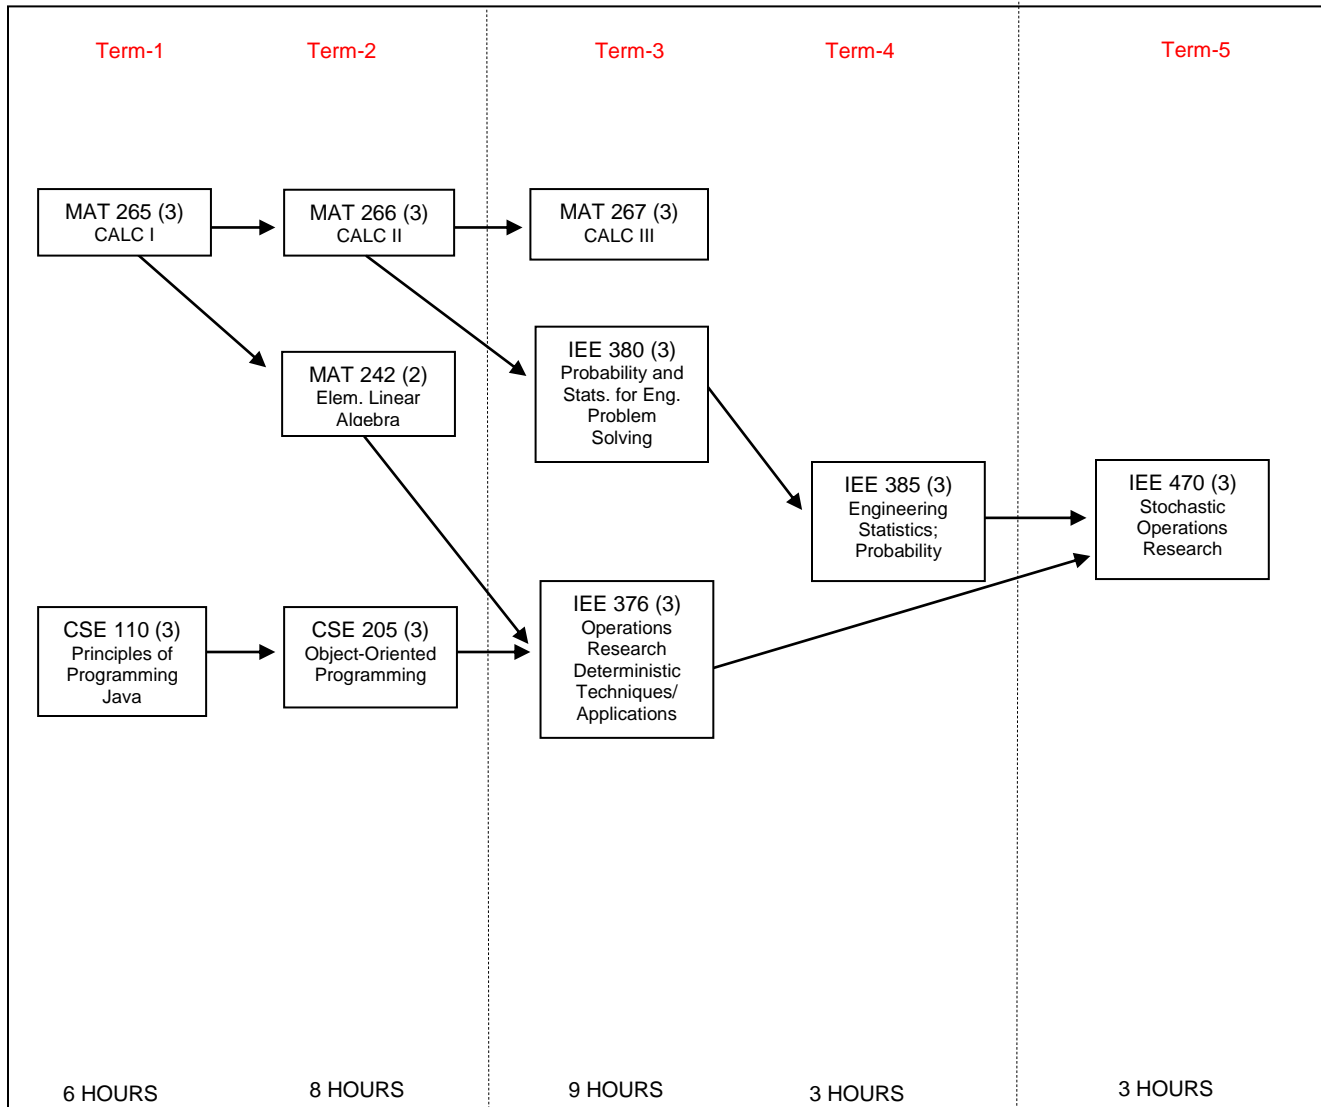 Term-1
Term-2
Term-3
Term-4
Term-5
MAT 265 (3)
CALC I
MAT 266 (3)
CALC II
MAT 267 (3)
CALC III
MAT 242 (2)
Elem. Linear
Algebra
IEE 380 (3)
Probability and
Stats. for Eng.
Problem
Solving
IEE 385 (3)
Engineering
Statistics;
Probability
IEE 470 (3)
Stochastic
Operations
Research
CSE 110 (3)
Principles of
Programming
Java
CSE 205 (3)
Object-Oriented
Programming
IEE 376 (3)
Operations
Research
Deterministic
Techniques/
Applications
6 HOURS
8 HOURS
9 HOURS
3 HOURS
3 HOURS